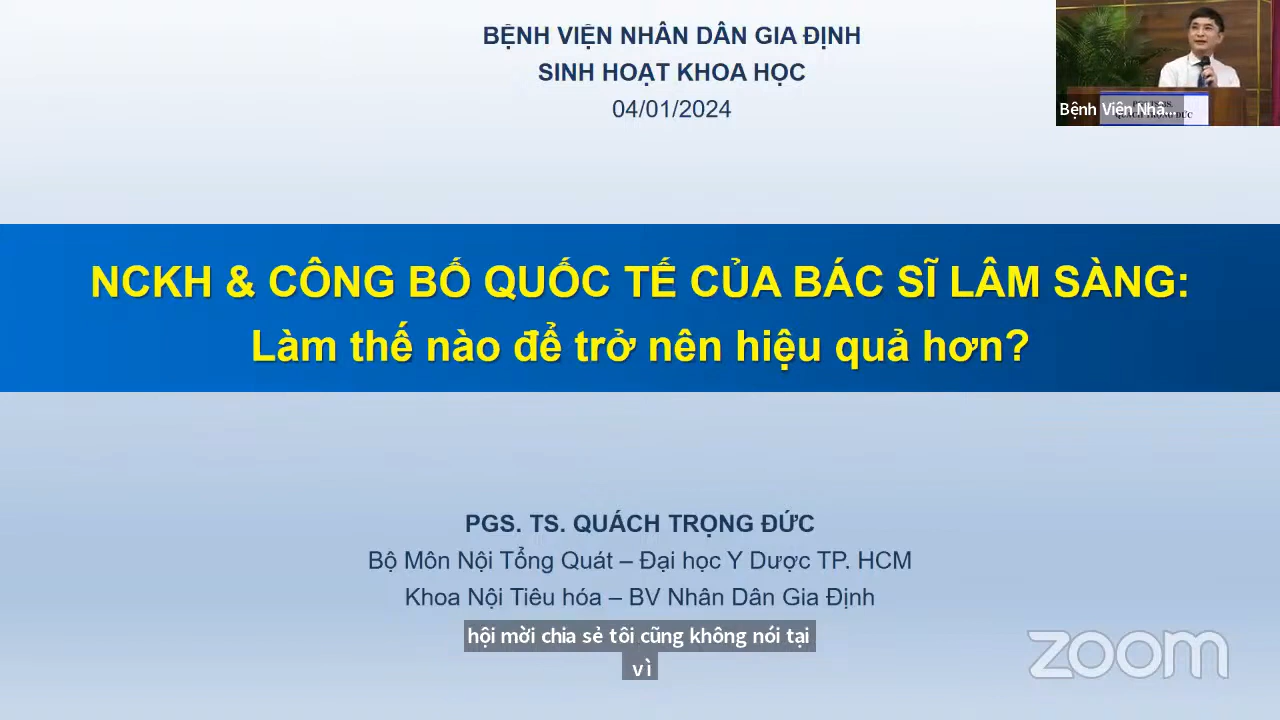 BỆNH VIỆN NHÂN DÂN GIA ĐỊNH
SINH HOẠT KHOA HỌC
04/01/2024
Bệnh Viện Nhâ...
QUÁCH TRỌNG ĐỨC
NCKH & CÔNG BỐ QUỐC TẾ CỦA BÁC SĨ LÂM SÀNG:
Làm thế nào để trở nên hiệu quả hơn?
PGS. TS. QUÁCH TRỌNG ĐỨC
Bộ Môn Nội Tổng Quát – Đại học Y Dược TP. HCM
Khoa Nội Tiêu hóa – BV Nhân Dân Gia Định
hội mời chia sẻ tôi cũng không nói tại
vì
zoom